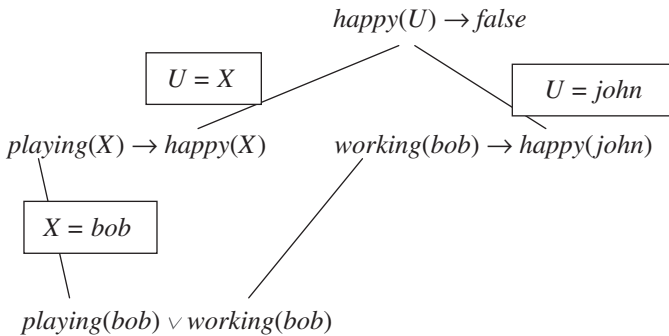 happy(U) → false
U = X
U = john
playing(X) → happy(X)
working(bob) → happy(john)
X = bob
playing(bob) ∨ working(bob)